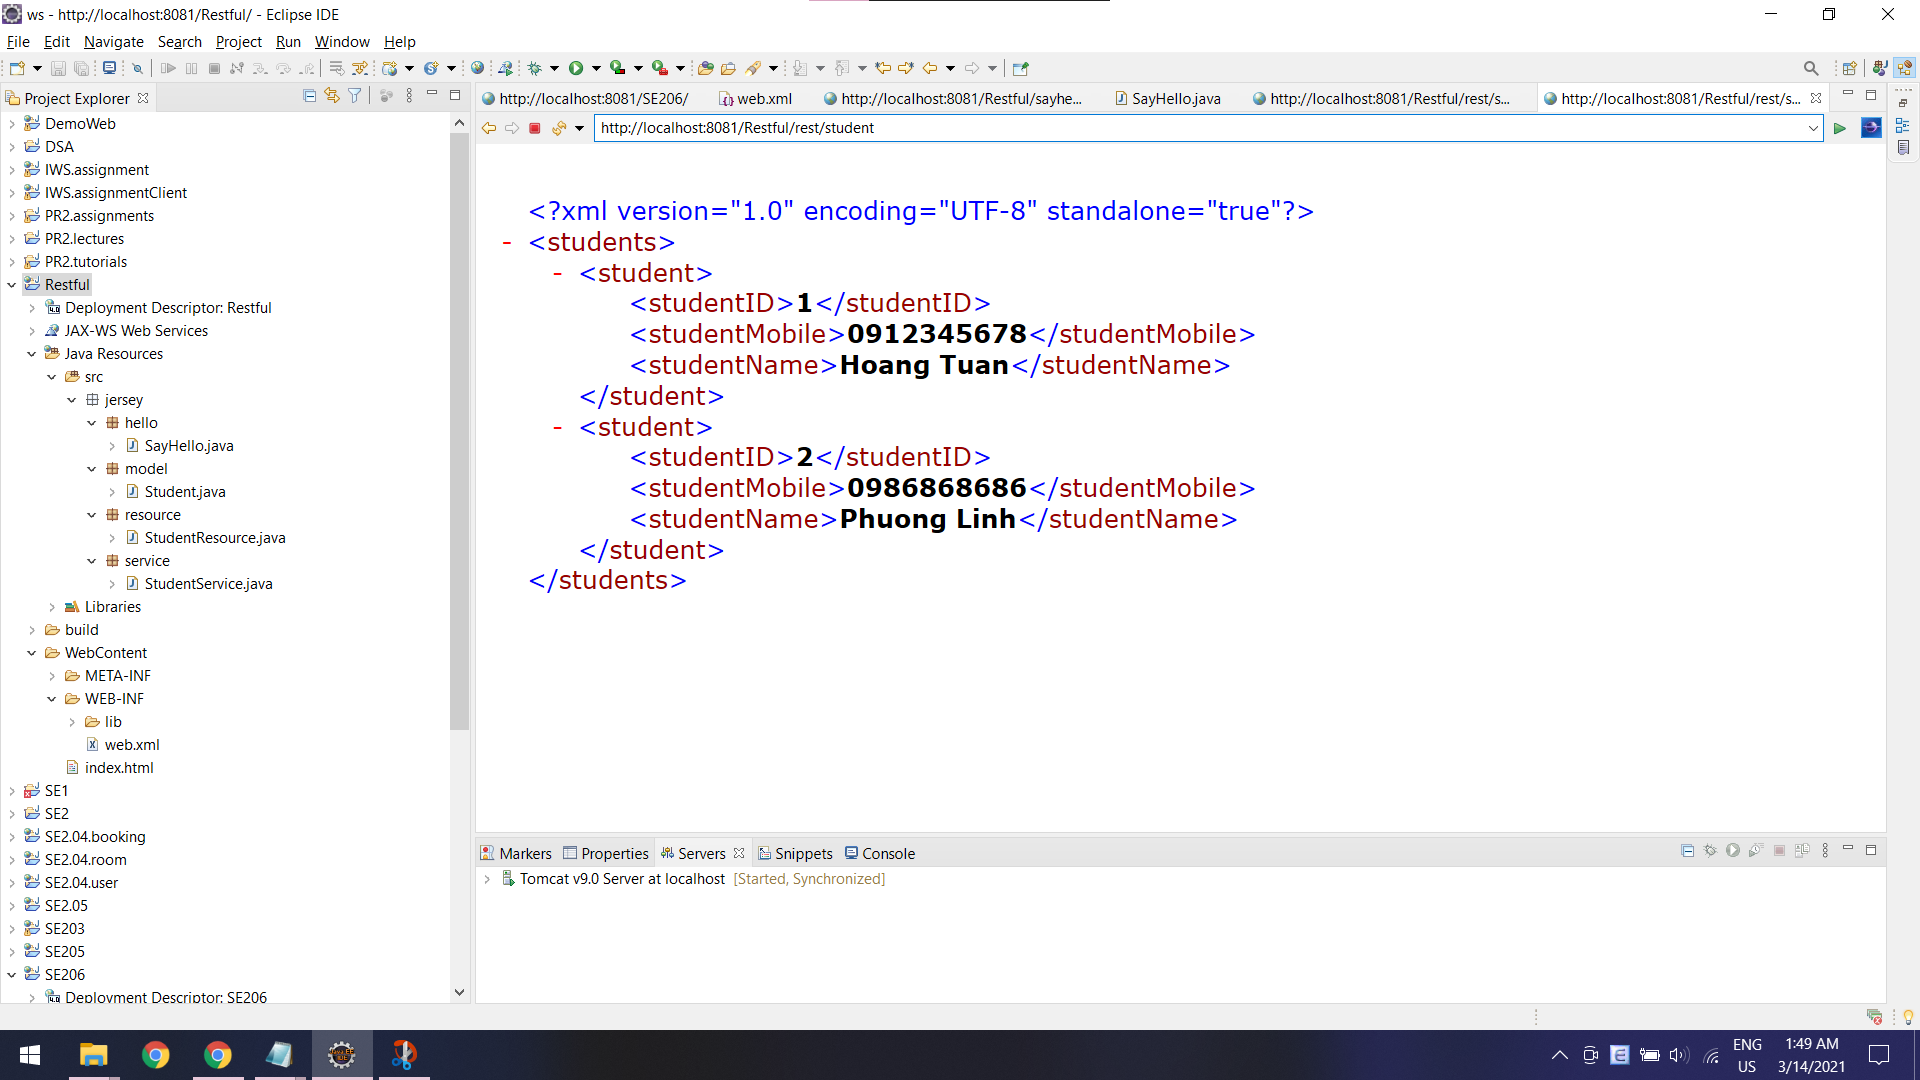 ws - http://localhost:8081/Restful/ - Eclipse IDE
File Edit Navigate Search Project Run Window Help
Project Explorer
DemoWeb
DSA
IWS.assignment
IWS.assignmentClient
PR2.assignments
PR2.lectures
PR2.tutorials
Restful
Deployment Descriptor: Restful
JAX-WS Web Services
Java Resources
src
jersey
hello
SayHello.java
model
Student.java
resource
StudentResource.java
service
StudentService.java
Libraries
build
WebContent
META-INF
WEB-INF
lib
web.xml
index.html
SE1
SE2
SE2.04.booking
SE2.04.room
SE2.04.user
SE2.05
SE203
SE205
SE206
Deployment Descriptor: SE206
http://localhost:8081/SE206/ web.xml http://localhost:8081/Restful/sayhe... SayHello.java http://localhost:8081/Restful/rest/s... http://localhost:8081/Restful/rest/s...
http://localhost:8081/Restful/rest/student
<?xml version="1.0" encoding="UTF-8" standalone="true"?>
- <students>
- <student>
<studentID>1</studentID>
<studentMobile>0912345678</studentMobile>
<studentName>Hoang Tuan</studentName>
</student>
- <student>
<studentID>2</studentID>
<studentMobile>0986868686</studentMobile>
<studentName>Phuong Linh</studentName>
</student>
</students>
Markers Properties Servers Snippets Console
Tomcat v9.0 Server at localhost [Started, Synchronized]
ENG
US
1:49 AM
3/14/2021